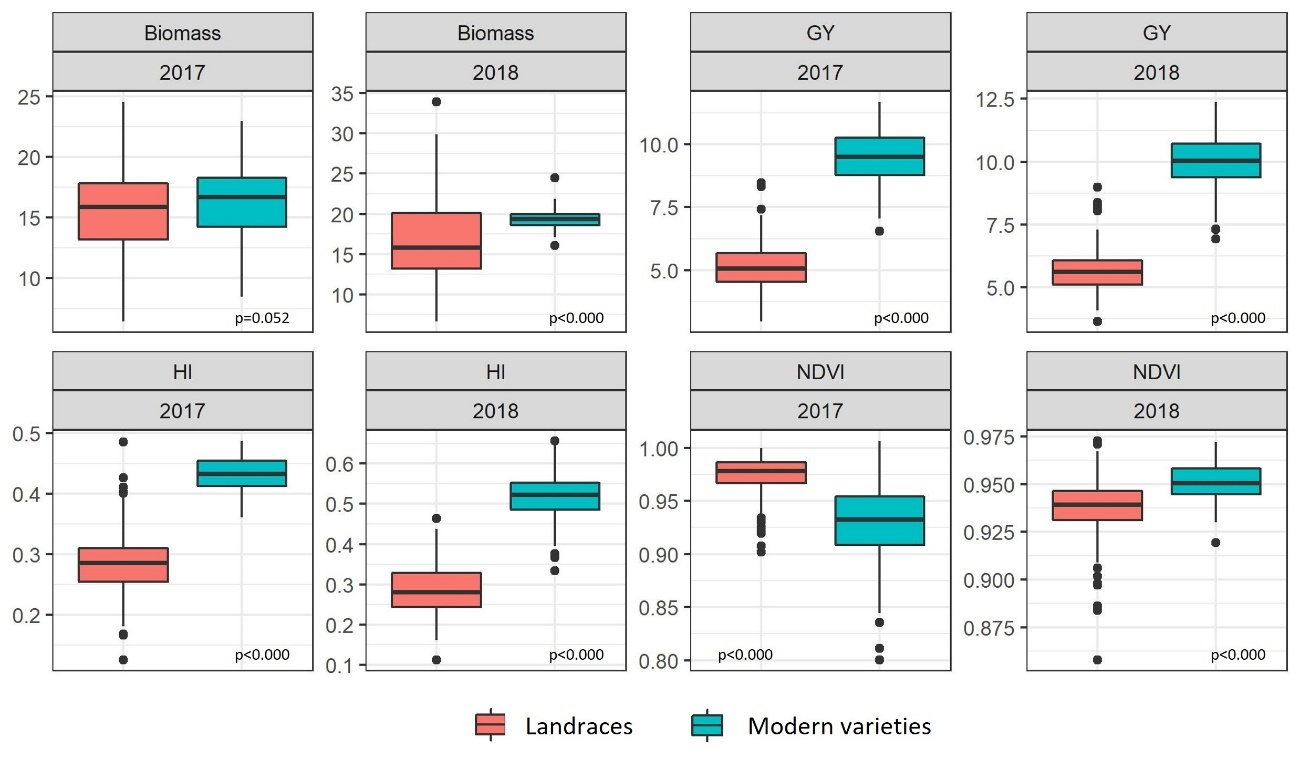 Biomass
2017
25
20
15
10
p=0.052
Biomass
2018
35
30
25
20
15
10
p<0.000
GY
2017
10.0
7.5
5.0
p<0.000
GY
2018
12.5
10.0
7.5
5.0
p<0.000
HI
2017
0.5
0.4
0.3
0.2
p<0.000
HI
2018
0.6
0.5
0.4
0.3
0.2
0.1
p<0.000
NDVI
2017
1.00
0.95
0.90
0.85
0.80
p<0.000
NDVI
2018
0.975
0.950
0.925
0.900
0.875
p<0.000
Landraces
Modern varieties